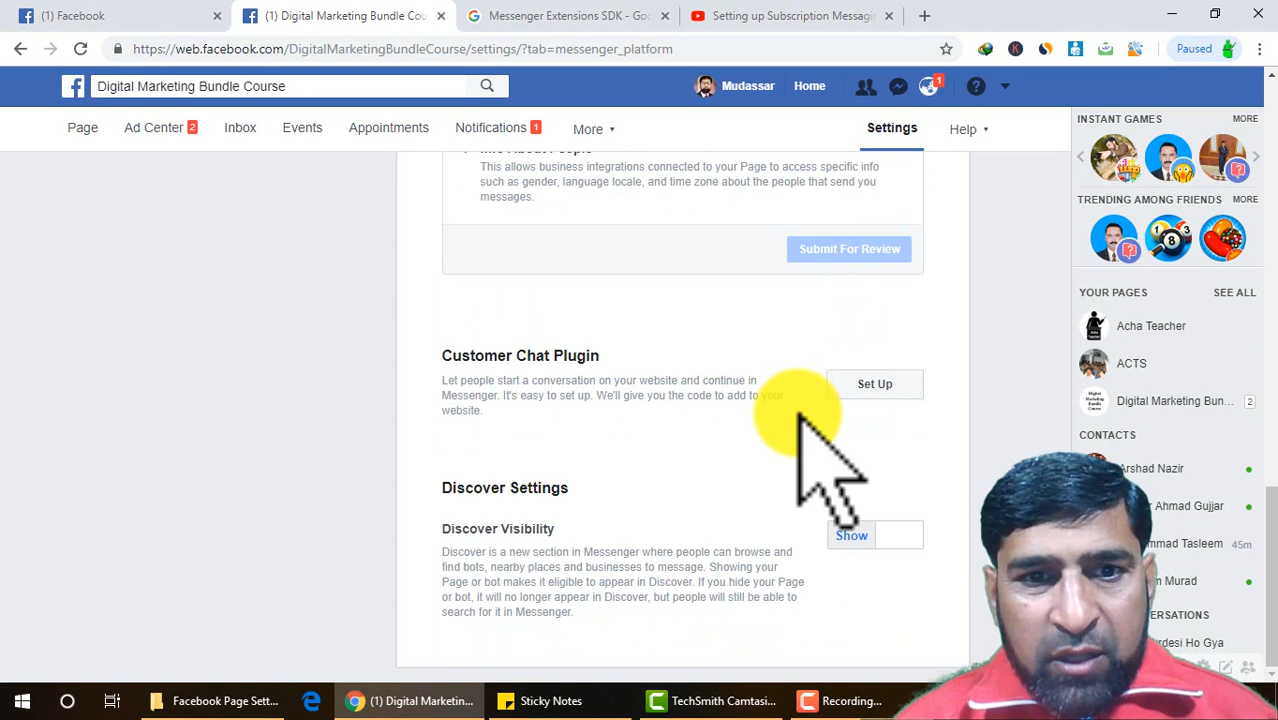 (1) Facebook
(1) Digital Marketing Bundle Cou
Messenger Extensions SDK - Goo
Setting up Subscription Messagin
https://web.facebook.com/DigitalMarketingBundleCourse/settings/?tab=messenger_platform
Paused
Digital Marketing Bundle Course
Mudassar
Home
1
Page
Ad Center 2
Inbox
Events
Appointments
Notifications 1
More
Settings
Help
This allows business integrations connected to your Page to access specific info
such as gender, language locale, and time zone about the people that send you
messages.
Submit For Review
Customer Chat Plugin
Let people start a conversation on your website and continue in
Messenger. It's easy to set up. We'll give you the code to add to your
website.
Set Up
Discover Settings
Discover Visibility
Show
Discover is a new section in Messenger where people can browse and
find bots, nearby places and businesses to message. Showing your
Page or bot makes it eligible to appear in Discover. If you hide your Page
or bot, it will no longer appear in Discover, but people will still be able to
search for it in Messenger.
INSTANT GAMES
MORE
TRENDING AMONG FRIENDS
MORE
YOUR PAGES
SEE ALL
Acha Teacher
ACTS
Digital Marketing Bun...
2
CONTACTS
Arshad Nazir
Ahmad Gujjar
Tasleem
45m
Murad
Ho Gya
Facebook Page Sett...
(1) Digital Marketin...
Sticky Notes
TechSmith Camtasi...
Recording...